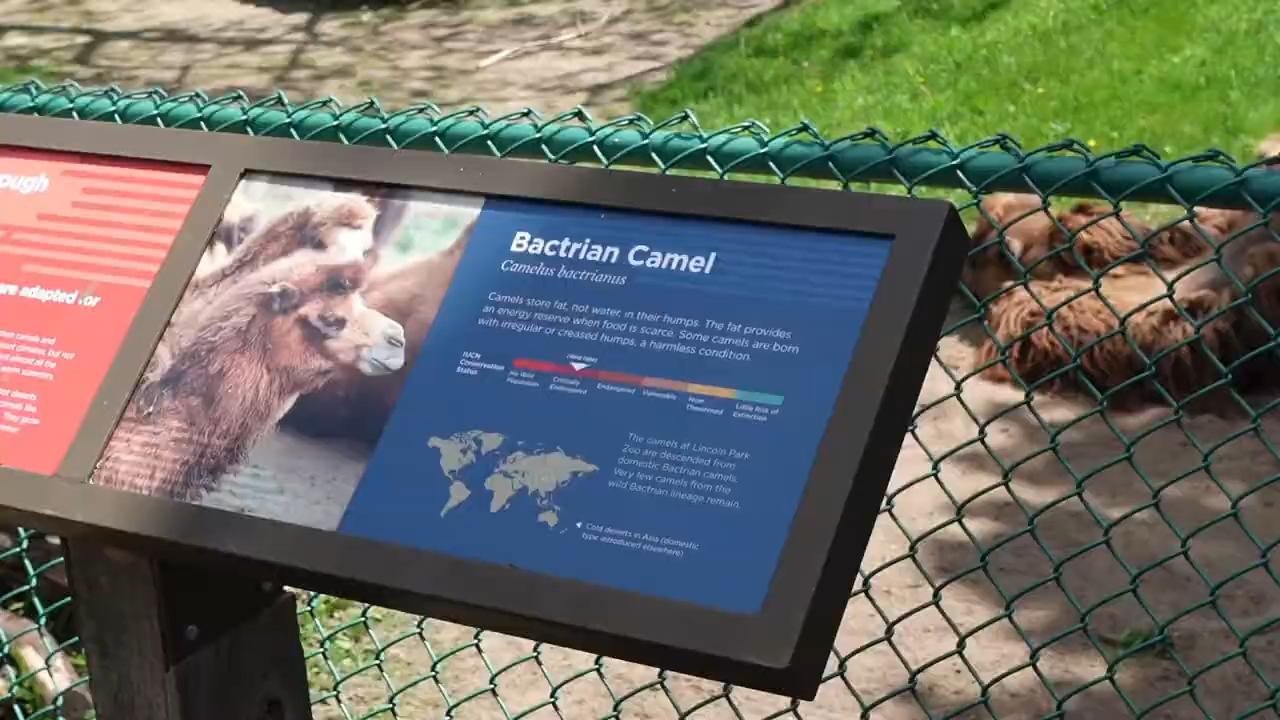 ough
are adapted for
Bactrian Camel
Camelus bactrianus
Camels store fat, not water, in their humps. The fat provides
an energy reserve when food is scarce. Some camels are born
with irregular or creased humps, a harmless condition.
IUCN
Conservation
Status
(Wild type)
No Wild
Population
Critically
Endangered
Endangered
Vulnerable
Near
Threatened
Little Risk of
Extinction
The camels at Lincoln Park
Zoo are descended from
domestic Bactrian camels.
Very few camels from the
wild Bactrian lineage remain.
Cold deserts in Asia (domestic
type introduced elsewhere)